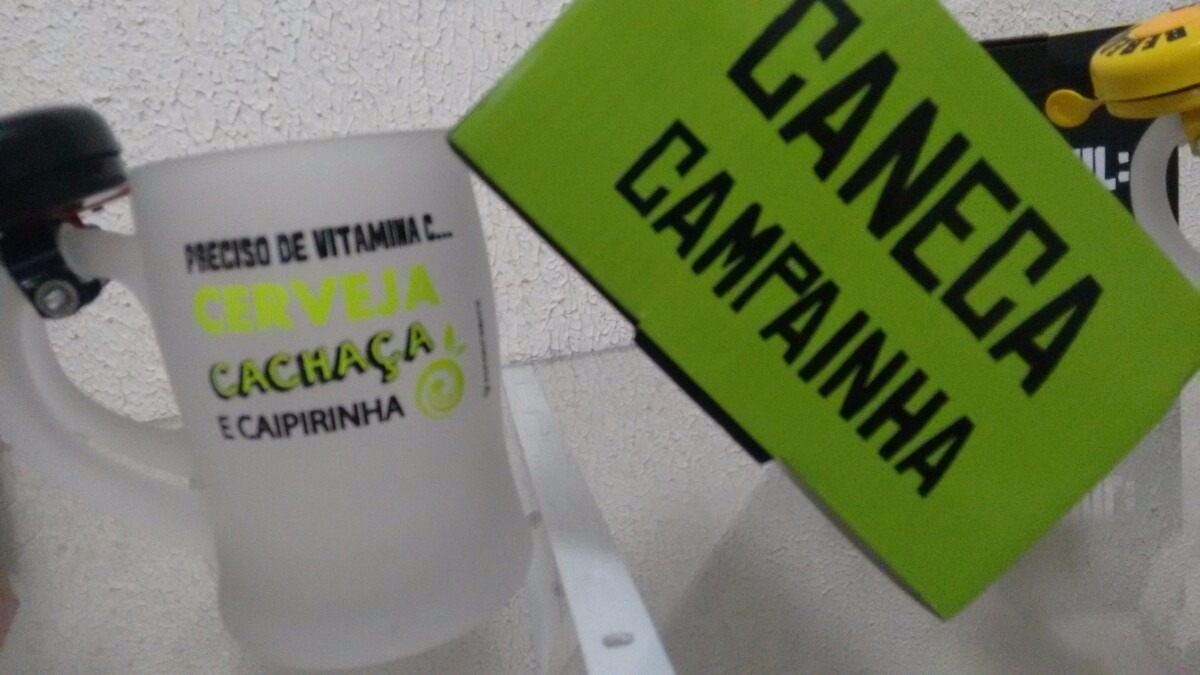 PRECISO DE VITAMINA C...
CERVEJA
CACHAÇA
E CAIPIRINHA
CANECA
CAMPAINHA